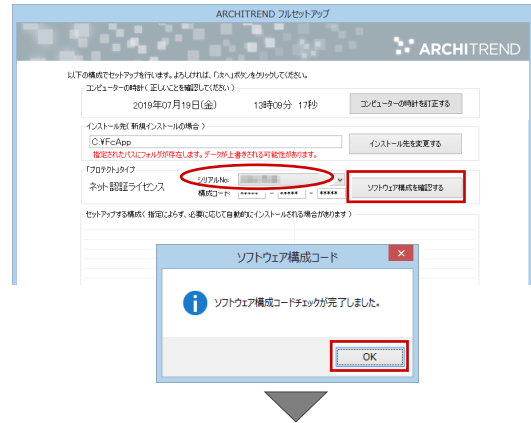 ARCHITREND フルセットアップ
ARCHITREND
以下の構成でセットアップを行います。よろしければ、「次へ」ボタンをクリックしてください。
コンピューターの時計( 正しいことを確認してください )
2019年07月19日(金) 13時09分 17秒 コンピューターの時計を訂正する
インストール先( 新規インストールの場合 )
C:¥FcApp インストール先を変更する
指定されたパスにフォルダが存在します。データが上書きされる可能性があります。
「プロテクト」タイプ
シリアルNo:
ネット認証ライセンス ソフトウェア構成を確認する
構成コード: ***** - ***** - *****
セットアップする構成( 指定によらず、必要に応じて自動的にインストールされる場合があります )
ソフトウェア構成コード
ソフトウェア構成コードチェックが完了しました。
OK